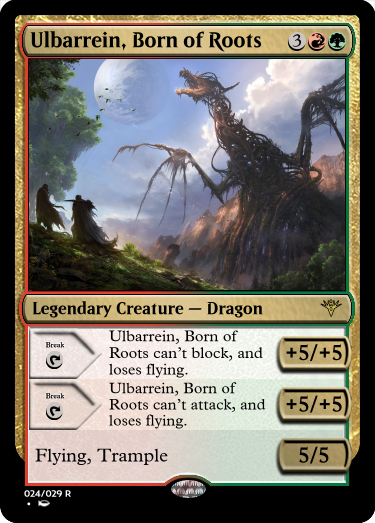 Ulbarrein, Born of Roots 3
Break
Legendary Creature — Dragon
Ulbarrein, Born of
Roots can't block, and
loses flying.
+5/+5
Break
Ulbarrein, Born of
Roots can't attack, and
loses flying.
+5/+5
Flying, Trample
5/5
024/029 R